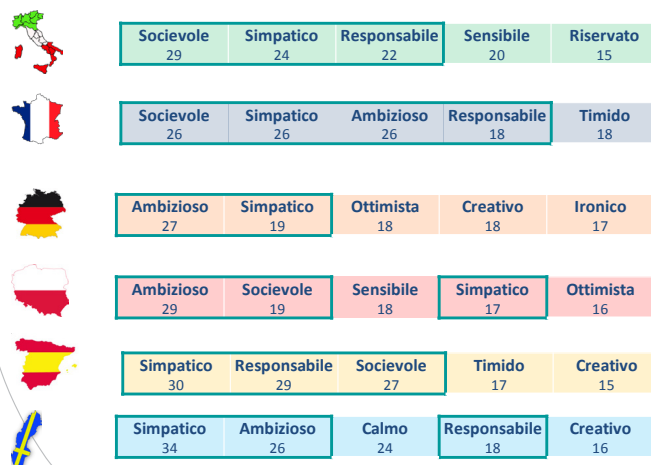 Socievole Simpatico Responsabile Sensibile Riservato
29 24 22 20 15
Socievole Simpatico Ambizioso Responsabile Timido
26 26 26 18 18
Ambizioso Simpatico Ottimista Creativo Ironico
27 19 18 18 17
Ambizioso Socievole Sensibile Simpatico Ottimista
29 19 18 17 16
Simpatico Responsabile Socievole Timido Creativo
30 29 27 17 15
Simpatico Ambizioso Calmo Responsabile Creativo
34 26 24 18 16